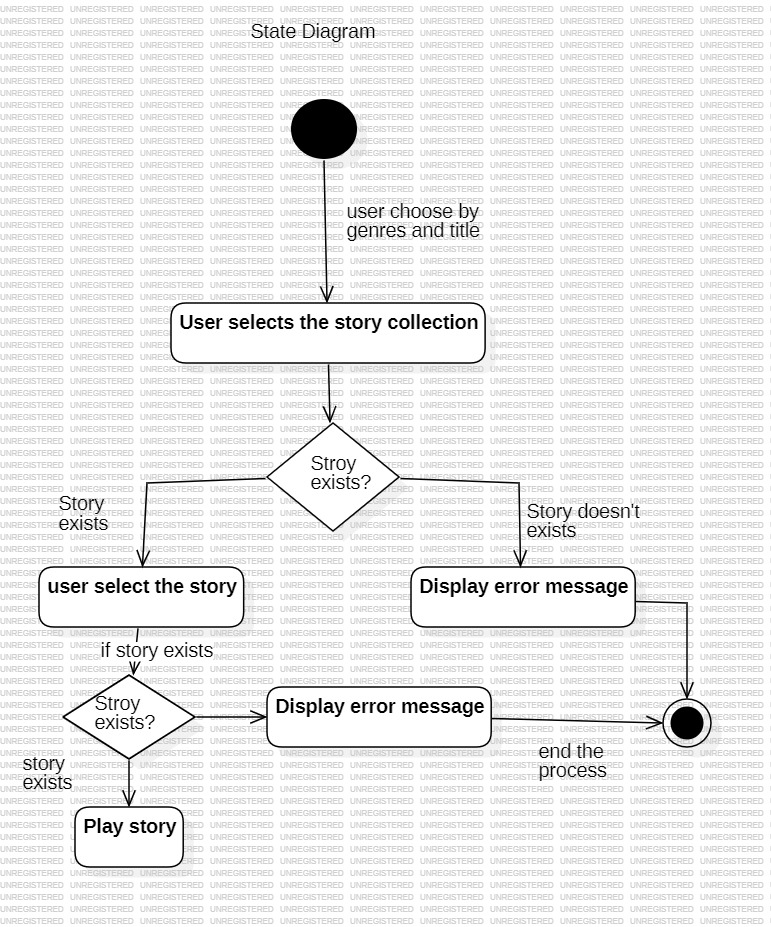 State Diagram
user choose by
genres and title
User selects the story collection
Stroy
exists?
Story
exists
Story doesn't
exists
user select the story
Display error message
if story exists
Stroy
exists?
Display error message
story
exists
end the
process
Play story
UNREGISTERED